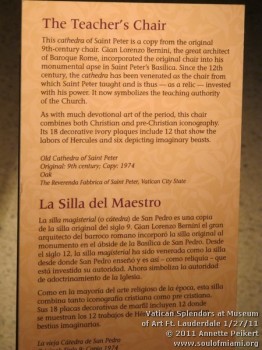 The Teacher's Chair
This cathedra of Saint Peter is a copy from the original
9th-century chair. Gian Lorenzo Bernini, the great architect
of Baroque Rome, incorporated the original chair into his
monumental apse in Saint Peter's Basilica. Since the 12th
century, the cathedra has been venerated as the chair from
which Saint Peter taught and is thus — as a relic — invested
with his power. It now symbolizes the teaching authority
of the Church.
As with much decorative art of the period, this chair
combines both Christian and pre-Christian iconography.
Its 18 decorative ivory plaques include 12 that show the
labors of Hercules and six depicting imaginary beasts.
Old Cathedra of Saint Peter
Original: 9th century; Copy: 1974
Oak
The Reverenda Fabbrica of Saint Peter, Vatican City State
La Silla del Maestro
La silla magisterial (o cátedra) de San Pedro es una copia
de la silla original del siglo 9. Gian Lorenzo Bernini el gran
arquitecto del barroco romano incorporó la silla original al
monumento en el ábside de la Basílica de San Pedro. Desde
el siglo 12, la silla magisterial ha sido venerada como la silla
desde donde San Pedro enseñó y es así — como reliquia — que
está investida su autoridad. Ahora simboliza la autoridad
de adoctrinamiento de la Iglesia.
Como en la mayoría del arte religioso de la época, esta silla
combina tanto iconografía cristiana como pre cristiana.
Sus 18 placas decorativas de marfil incluyen 12 donde
se muestran los 12 trabajos de
bestias imaginarias.
La vieja Cátedra de San Pedro
Copia: 1974
Vatican Splendors at Museum
of Art Ft. Lauderdale 1/27/11
© 2011 Annette Peikert
www.soulofmiami.org